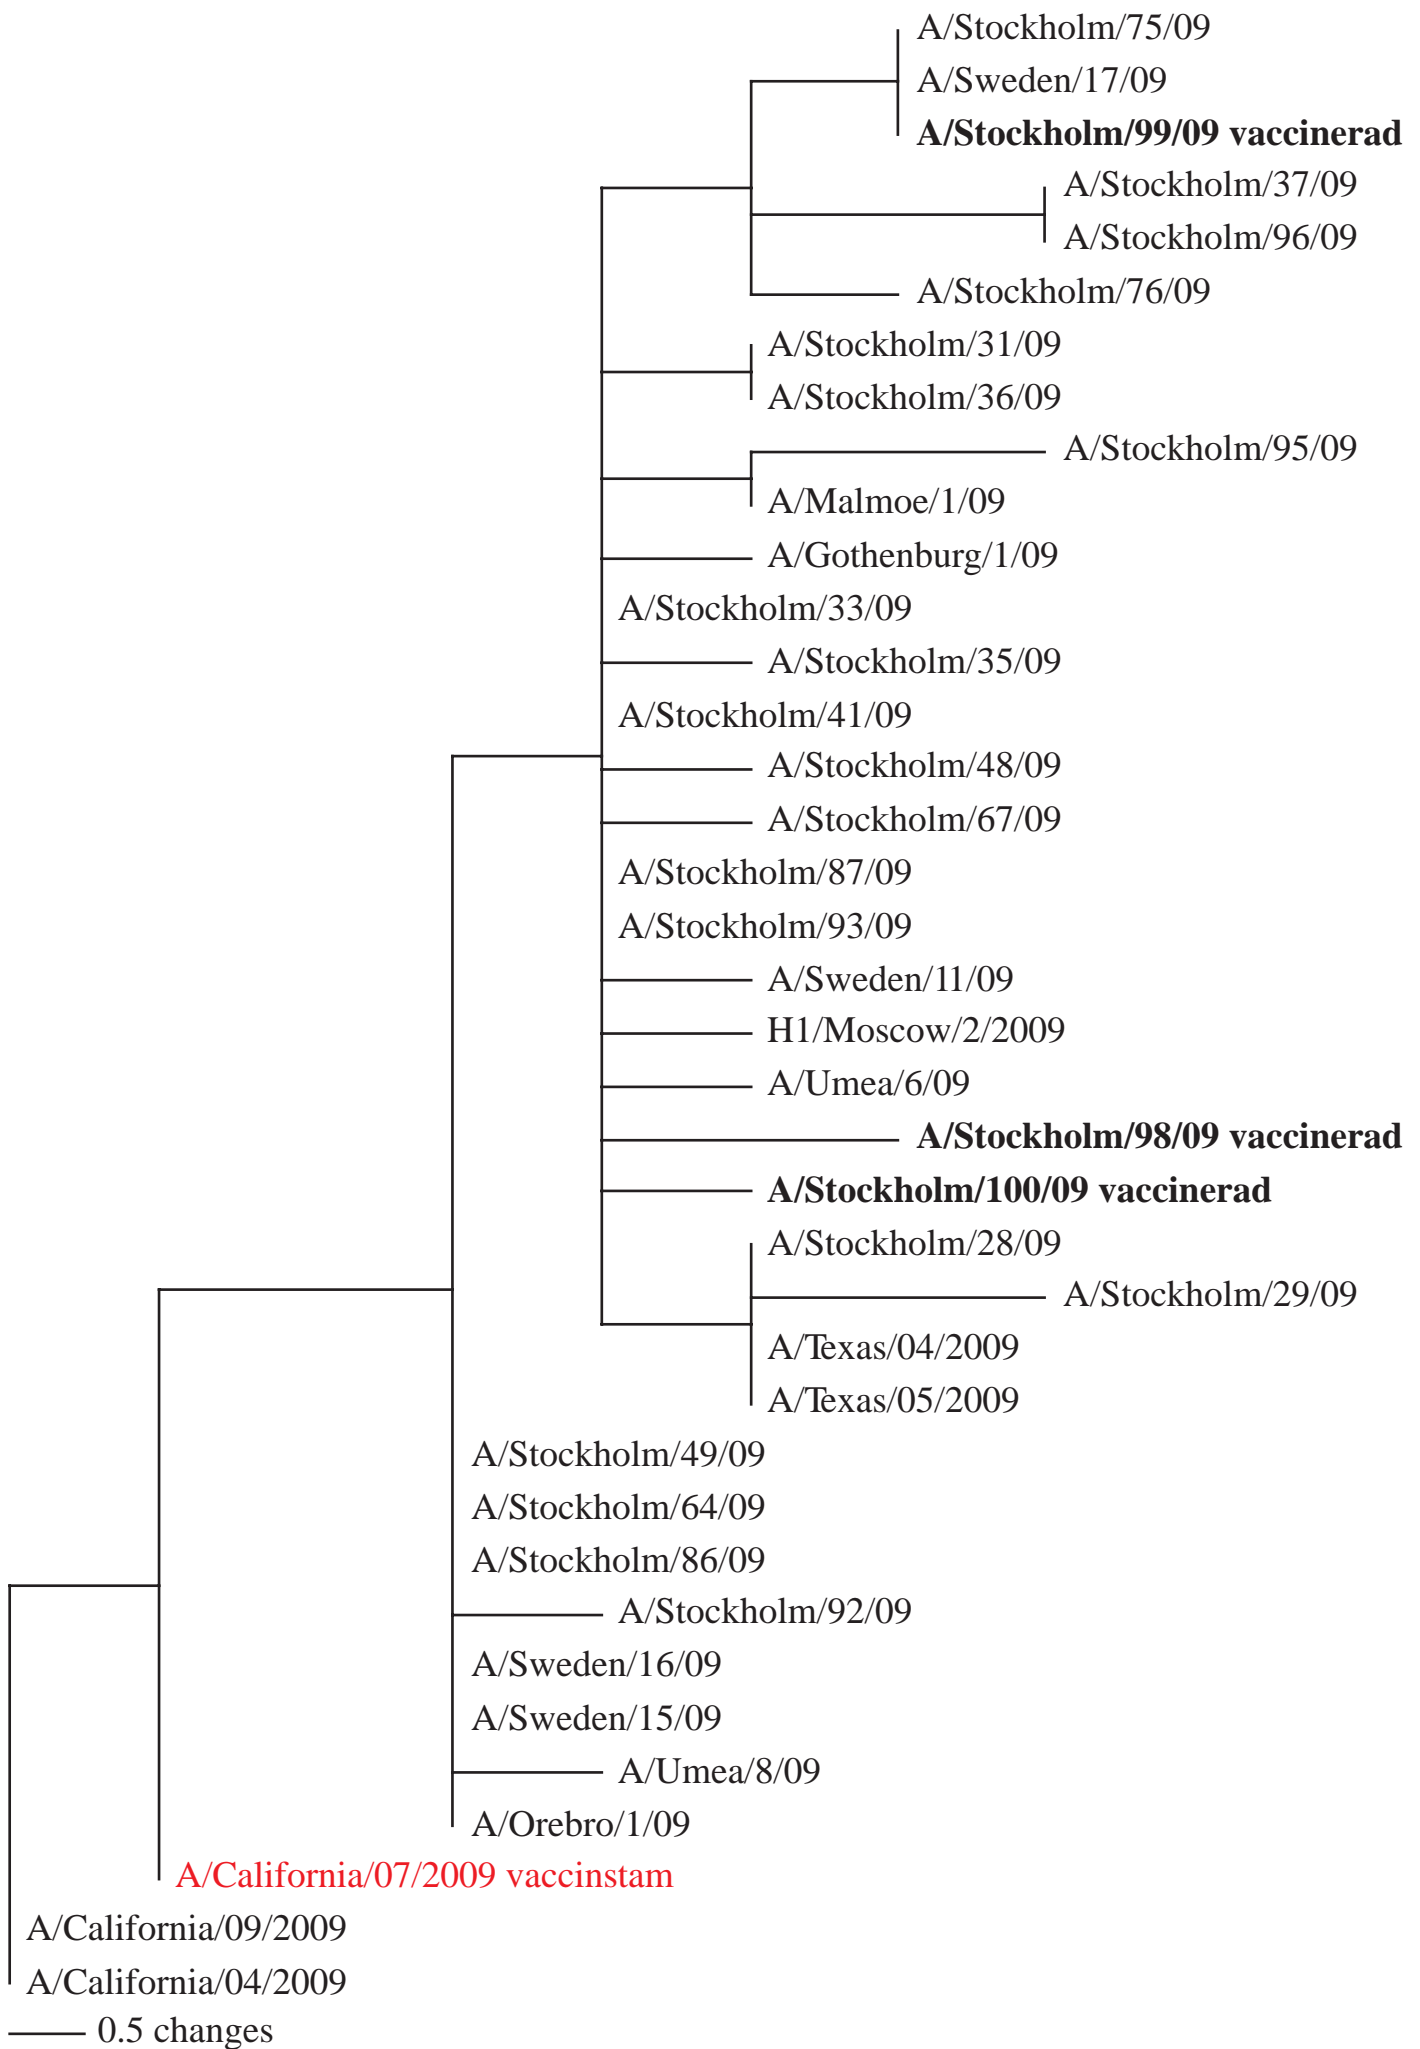 A/Stockholm/75/09
A/Sweden/17/09
A/Stockholm/99/09 vaccinerad
A/Stockholm/37/09
A/Stockholm/96/09
A/Stockholm/76/09
A/Stockholm/31/09
A/Stockholm/36/09
A/Stockholm/95/09
A/Malmoe/1/09
A/Gothenburg/1/09
A/Stockholm/33/09
A/Stockholm/35/09
A/Stockholm/41/09
A/Stockholm/48/09
A/Stockholm/67/09
A/Stockholm/87/09
A/Stockholm/93/09
A/Sweden/11/09
H1/Moscow/2/2009
A/Umea/6/09
A/Stockholm/98/09 vaccinerad
A/Stockholm/100/09 vaccinerad
A/Stockholm/28/09
A/Stockholm/29/09
A/Texas/04/2009
A/Texas/05/2009
A/Stockholm/49/09
A/Stockholm/64/09
A/Stockholm/86/09
A/Stockholm/92/09
A/Sweden/16/09
A/Sweden/15/09
A/Umea/8/09
A/Orebro/1/09
A/California/07/2009 vaccinstam
A/California/09/2009
A/California/04/2009
0.5 changes